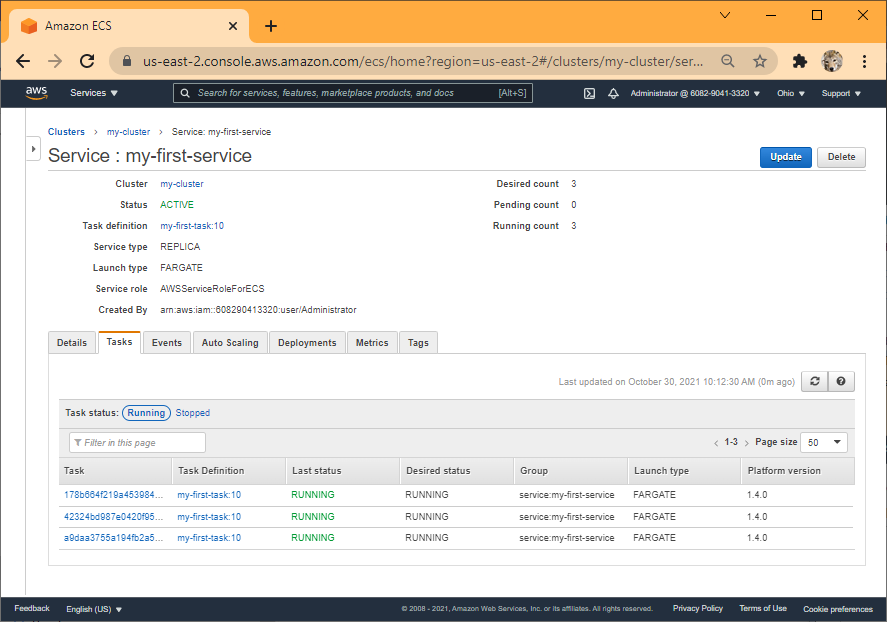 Amazon ECS
us-east-2.console.aws.amazon.com/ecs/home?region=us-east-2#/clusters/my-cluster/ser...
aws Services Search for services, features, marketplace products, and docs [Alt+S] Administrator @ 6082-9041-3320 Ohio Support
Clusters > my-cluster > Service: my-first-service
Service : my-first-service Update Delete
Cluster my-cluster Desired count 3
Status ACTIVE Pending count 0
Task definition my-first-task:10 Running count 3
Service type REPLICA
Launch type FARGATE
Service role AWSServiceRoleForECS
Created By arn:aws:iam::608290413320:user/Administrator
Details Tasks Events Auto Scaling Deployments Metrics Tags
Last updated on October 30, 2021 10:12:30 AM (0m ago)
Task status: Running Stopped
Filter in this page < 1-3 > Page size 50
Task Task Definition Last status Desired status Group Launch type Platform version
178b664f219a453984... my-first-task:10 RUNNING RUNNING service:my-first-service FARGATE 1.4.0
42324bd987e0420f95... my-first-task:10 RUNNING RUNNING service:my-first-service FARGATE 1.4.0
a9daa3755a194fb2a5... my-first-task:10 RUNNING RUNNING service:my-first-service FARGATE 1.4.0
Feedback English (US) © 2008 - 2021, Amazon Web Services, Inc. or its affiliates. All rights reserved. Privacy Policy Terms of Use Cookie preferences